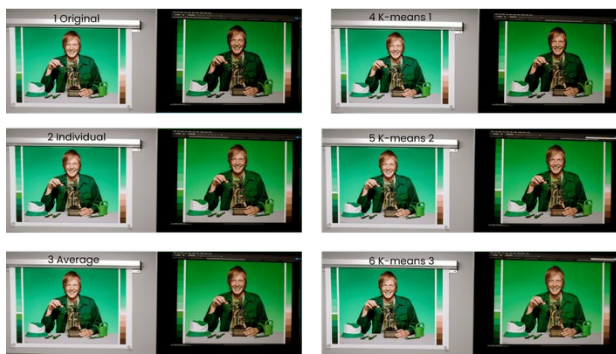 1 Original
4 K-means 1
2 Individual
5 K-means 2
3 Average
6 K-means 3